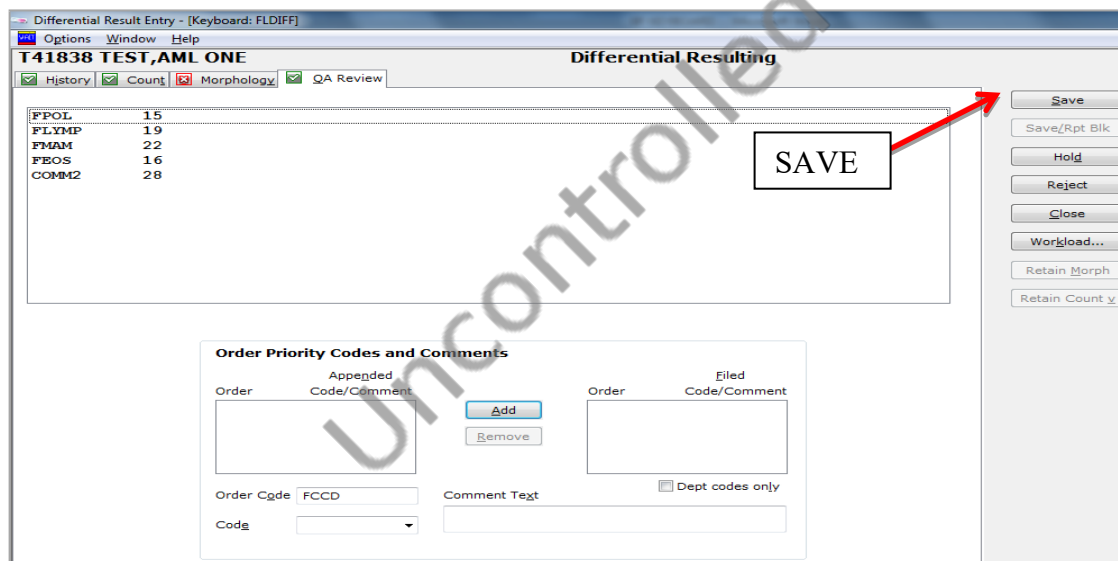 Differential Result Entry - [Keyboard: FLDIFF]
Options Window Help
T41838 TEST,AML ONE Differential Resulting
History Count Morphology QA Review
FPOL 15
FLYMP 19
FMAM 22
FEOS 16
COMM2 28
SAVE
Save
Save/Rpt Blk
Hold
Reject
Close
Workload...
Retain Morph
Retain Count v
Order Priority Codes and Comments
Appended Filed
Order Code/Comment Order Code/Comment
Add
Remove
Dept codes only
Order Code FCCD Comment Text
Code
Uncontrolled